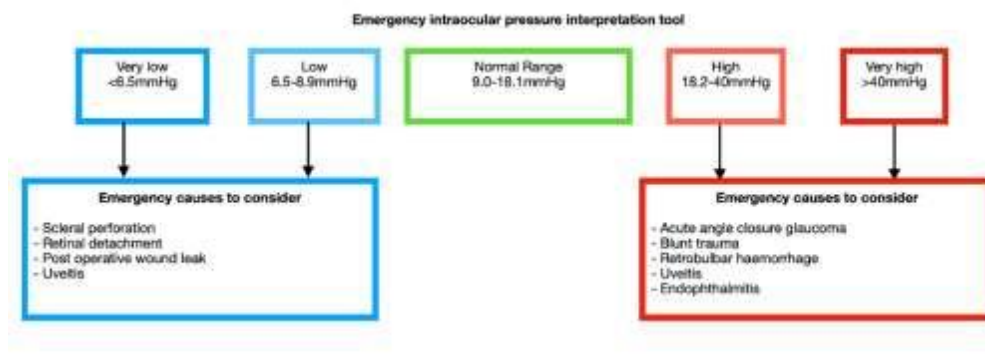 Emergency intraocular pressure interpretation tool
Very low
<6.5mmHg
Low
6.5-8.9mmHg
Normal Range
9.0-18.1mmHg
High
18.2-40mmHg
Very high
>40mmHg
Emergency causes to consider
- Scleral perforation
- Retinal detachment
- Post operative wound leak
- Uveitis
Emergency causes to consider
- Acute angle closure glaucoma
- Blunt trauma
- Retrobulbar haemorrhage
- Uveitis
- Endophthalmitis